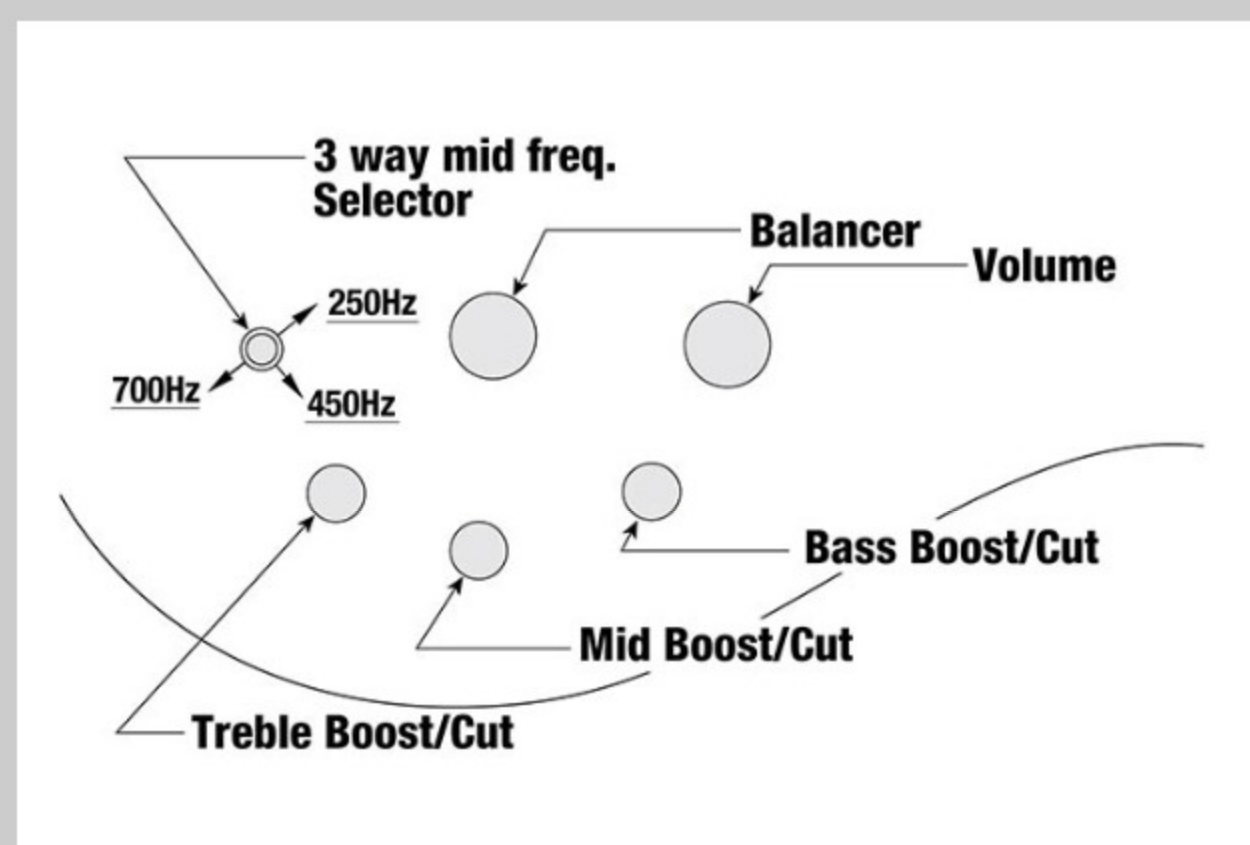 3 way mid freq.
Selector
Balancer
Volume
250Hz
700Hz
450Hz
Bass Boost/Cut
Mid Boost/Cut
Treble Boost/Cut